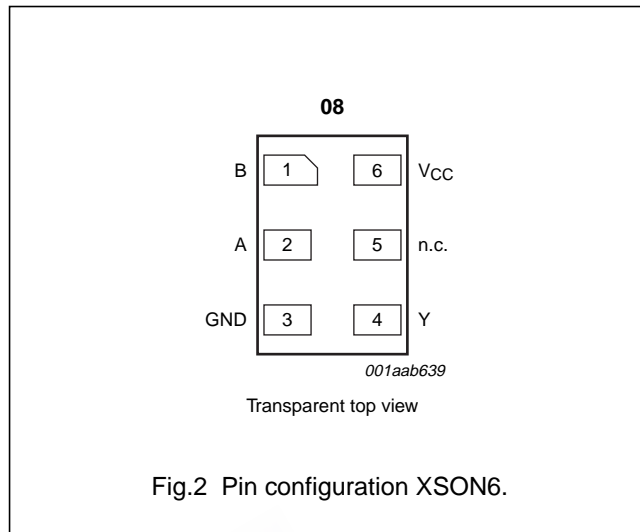 08
B 1 6 VCC
A 2 5 n.c.
GND 3 4 Y
001aab639
Transparent top view
Fig.2 Pin configuration XSON6.